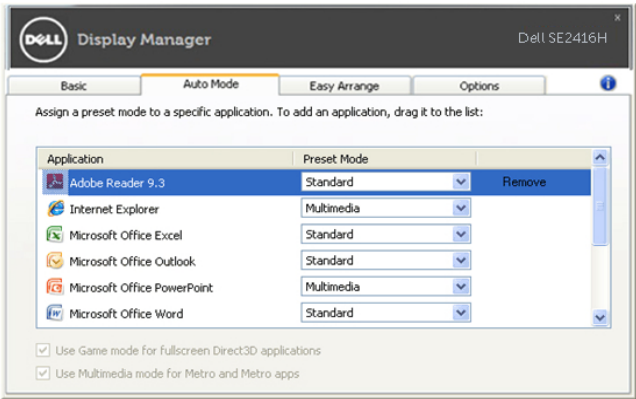 DELL Display Manager Dell SE2416H
Basic Auto Mode Easy Arrange Options
Assign a preset mode to a specific application. To add an application, drag it to the list:
Application Preset Mode
Adobe Reader 9.3 Standard Remove
Internet Explorer Multimedia
Microsoft Office Excel Standard
Microsoft Office Outlook Standard
Microsoft Office PowerPoint Multimedia
Microsoft Office Word Standard
Use Game mode for fullscreen Direct3D applications
Use Multimedia mode for Metro and Metro apps